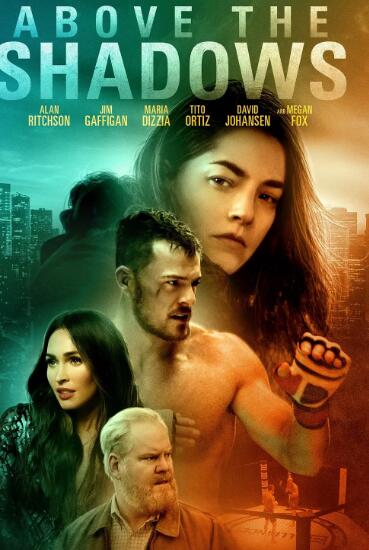 ABOVE THE
SHADOWS
ALAN RITCHSON JIM GAFFIGAN MARIA DIZZIA TITO ORTIZ DAVID JOHANSEN AND MEGAN FOX